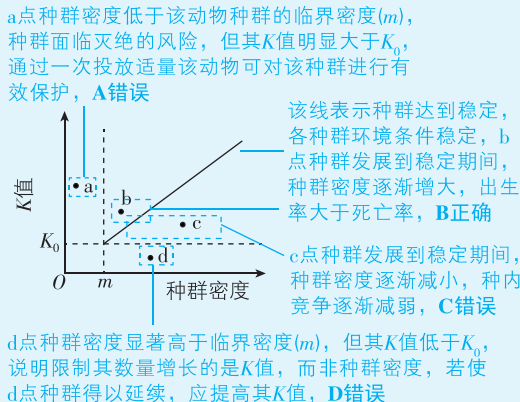 a点种群密度低于该动物种群的临界密度(m),
种群面临灭绝的风险，但其K值明显大于K₀,
通过一次投放适量该动物可对该种群进行有
效保护，A错误
该线表示种群达到稳定，
各种群环境条件稳定，b
点种群发展到稳定期间，
种群密度逐渐增大，出生
率大于死亡率，B正确
K值
a
b
c
K₀
d
O
m
种群密度
c点种群发展到稳定期间，
种群密度逐渐减小，种内
竞争逐渐减弱，C错误
d点种群密度显著高于临界密度(m)，但其K值低于K₀,
说明限制其数量增长的是K值，而非种群密度，若使
d点种群得以延续，应提高其K值，D错误